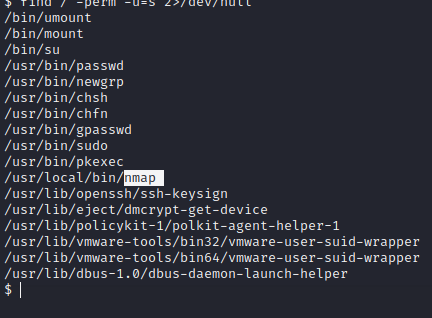 $ find / -perm -u=s 2>/dev/null
/bin/umount
/bin/mount
/bin/su
/usr/bin/passwd
/usr/bin/newgrp
/usr/bin/chsh
/usr/bin/chfn
/usr/bin/gpasswd
/usr/bin/sudo
/usr/bin/pkexec
/usr/local/bin/nmap
/usr/lib/openssh/ssh-keysign
/usr/lib/eject/dmcrypt-get-device
/usr/lib/policykit-1/polkit-agent-helper-1
/usr/lib/vmware-tools/bin32/vmware-user-suid-wrapper
/usr/lib/vmware-tools/bin64/vmware-user-suid-wrapper
/usr/lib/dbus-1.0/dbus-daemon-launch-helper
$